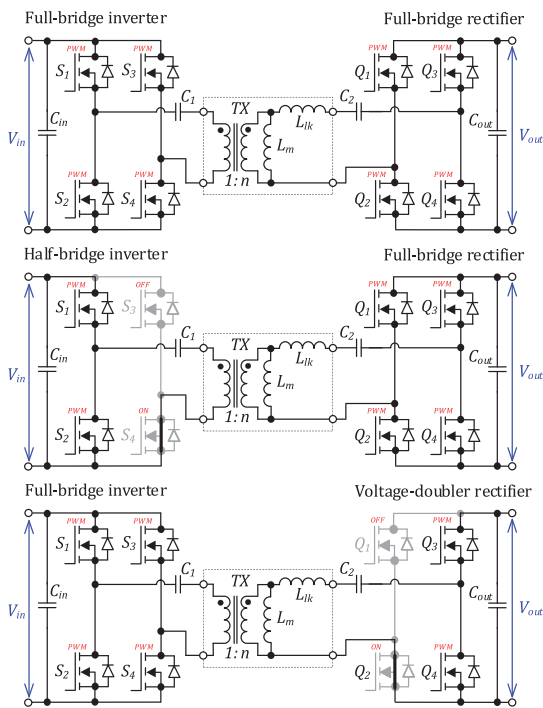 Full-bridge inverter
Full-bridge rectifier
PWM PWM PWM PWM
S1 S3 C1 TX C2 Q1 Q3
Llk
Vin Cin Lm Cout Vout
PWM PWM PWM PWM
S2 S4 1:n Q2 Q4
Half-bridge inverter
Full-bridge rectifier
PWM OFF PWM PWM
S1 S3 C1 TX C2 Q1 Q3
Llk
Vin Cin Lm Cout Vout
PWM ON PWM PWM
S2 S4 1:n Q2 Q4
Full-bridge inverter
Voltage-doubler rectifier
PWM PWM OFF PWM
S1 S3 C1 TX C2 Q1 Q3
Llk
Vin Cin Lm Cout Vout
PWM PWM ON PWM
S2 S4 1:n Q2 Q4